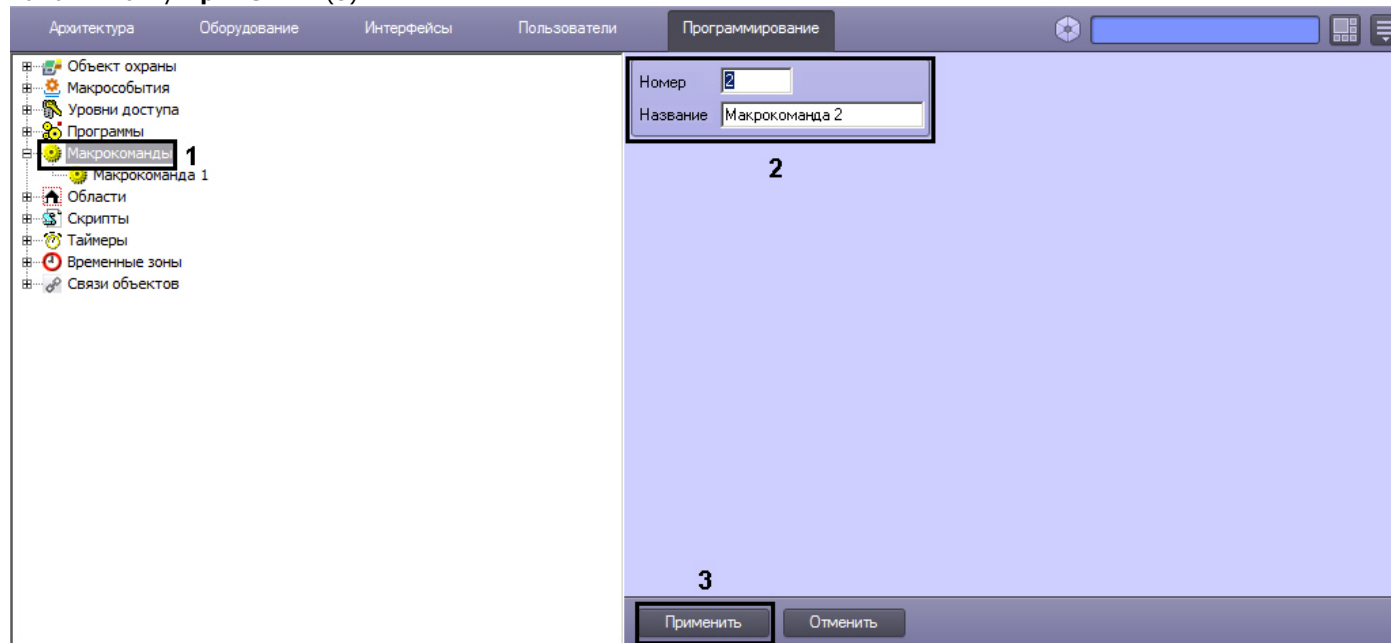 Архитектура Оборудование Интерфейсы Пользователи Программирование
Объект охраны
Макрособытия
Уровни доступа
Программы
Макрокоманды 1
Макрокоманда 1
Области
Скрипты
Таймеры
Временные зоны
Связи объектов
Номер 2
Название Макрокоманда 2
2
3
Применить Отменить